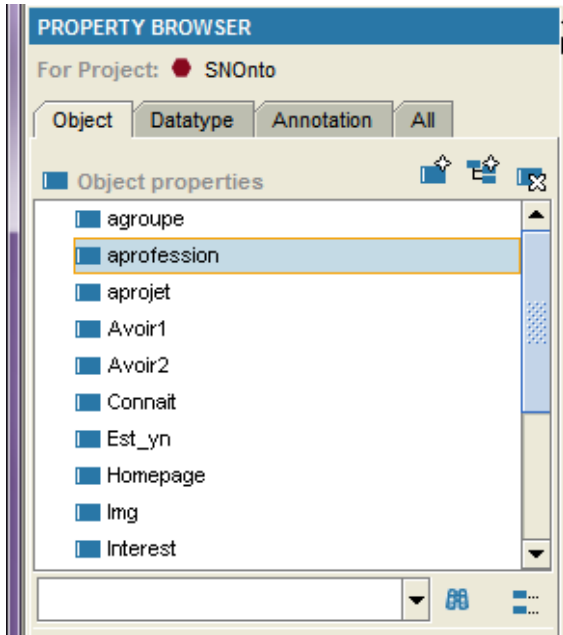 PROPERTY BROWSER
For Project: SNOnto
Object Datatype Annotation All
Object properties
agroupe
aprofession
aprojet
Avoir1
Avoir2
Connait
Est_yn
Homepage
Img
Interest